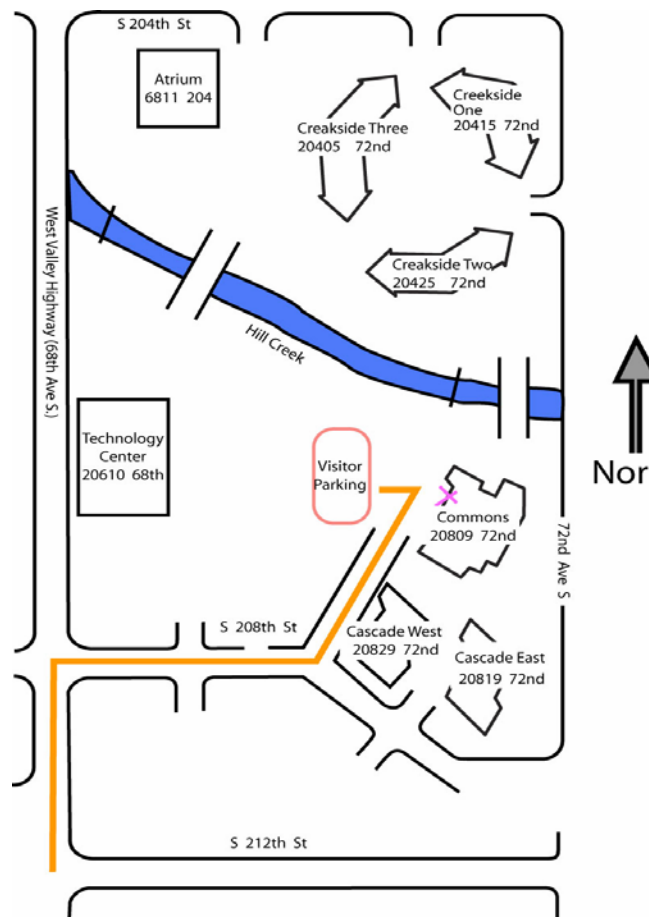 S 204th St
Atrium
6811 204
Creakside Three
20405 72nd
Creekside
One
20415 72nd
Creakside Two
20425 72nd
West Valley Highway (68th Ave S.)
Hill Creek
Technology
Center
20610 68th
Visitor
Parking
Nor
Commons
20809 72nd
72nd Ave S
S 208th St
Cascade West
20829 72nd
Cascade East
20819 72nd
S 212th St